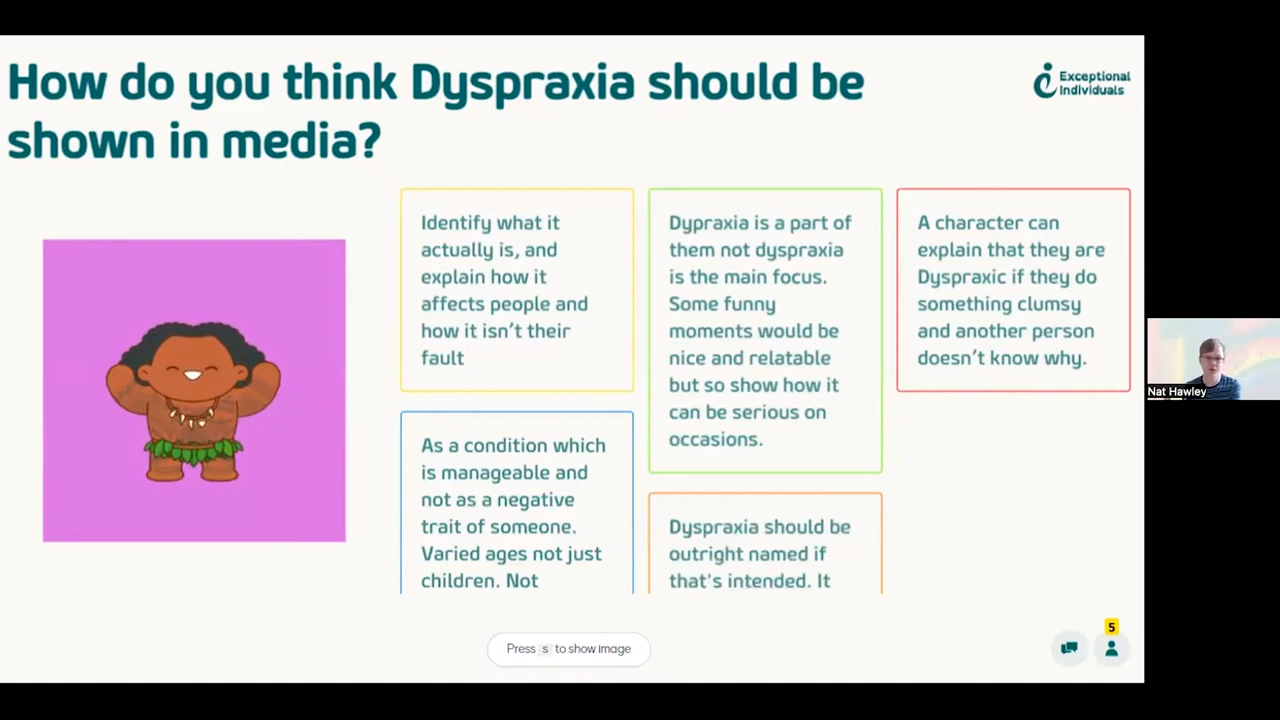 How do you think Dyspraxia should be
shown in media?
Exceptional
Individuals
Identify what it
actually is, and
explain how it
affects people and
how it isn't their
fault
Dypraxia is a part of
them not dyspraxia
is the main focus.
Some funny
moments would be
nice and relatable
but so show how it
can be serious on
occasions.
A character can
explain that they are
Dyspraxic if they do
something clumsy
and another person
doesn't know why.
As a condition which
is manageable and
not as a negative
trait of someone.
Varied ages not just
children. Not
Dyspraxia should be
outright named if
that's intended. It
Press s to show image
5
Nat Hawley